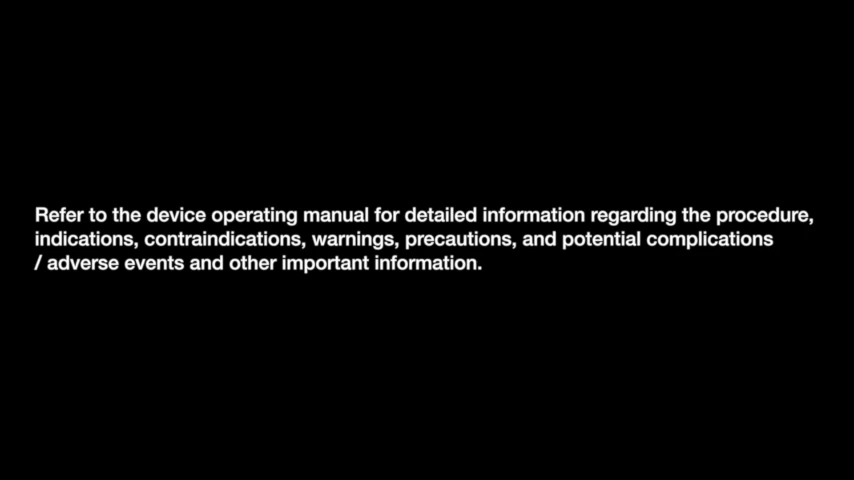 Refer to the device operating manual for detailed information regarding the procedure,
indications, contraindications, warnings, precautions, and potential complications
/ adverse events and other important information.